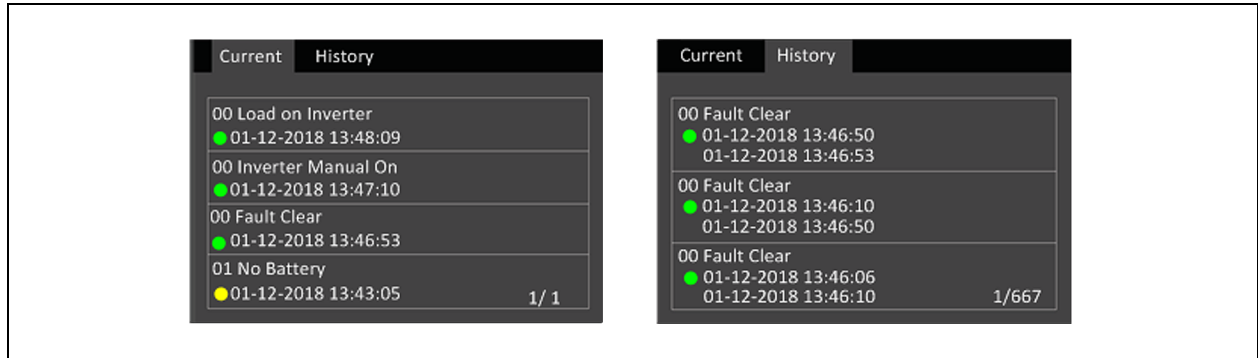 Current History
00 Load on Inverter
01-12-2018 13:48:09
00 Inverter Manual On
01-12-2018 13:47:10
00 Fault Clear
01-12-2018 13:46:53
01 No Battery
01-12-2018 13:43:05
1/ 1
Current History
00 Fault Clear
01-12-2018 13:46:50
01-12-2018 13:46:53
00 Fault Clear
01-12-2018 13:46:10
01-12-2018 13:46:50
00 Fault Clear
01-12-2018 13:46:06
01-12-2018 13:46:10
1/667